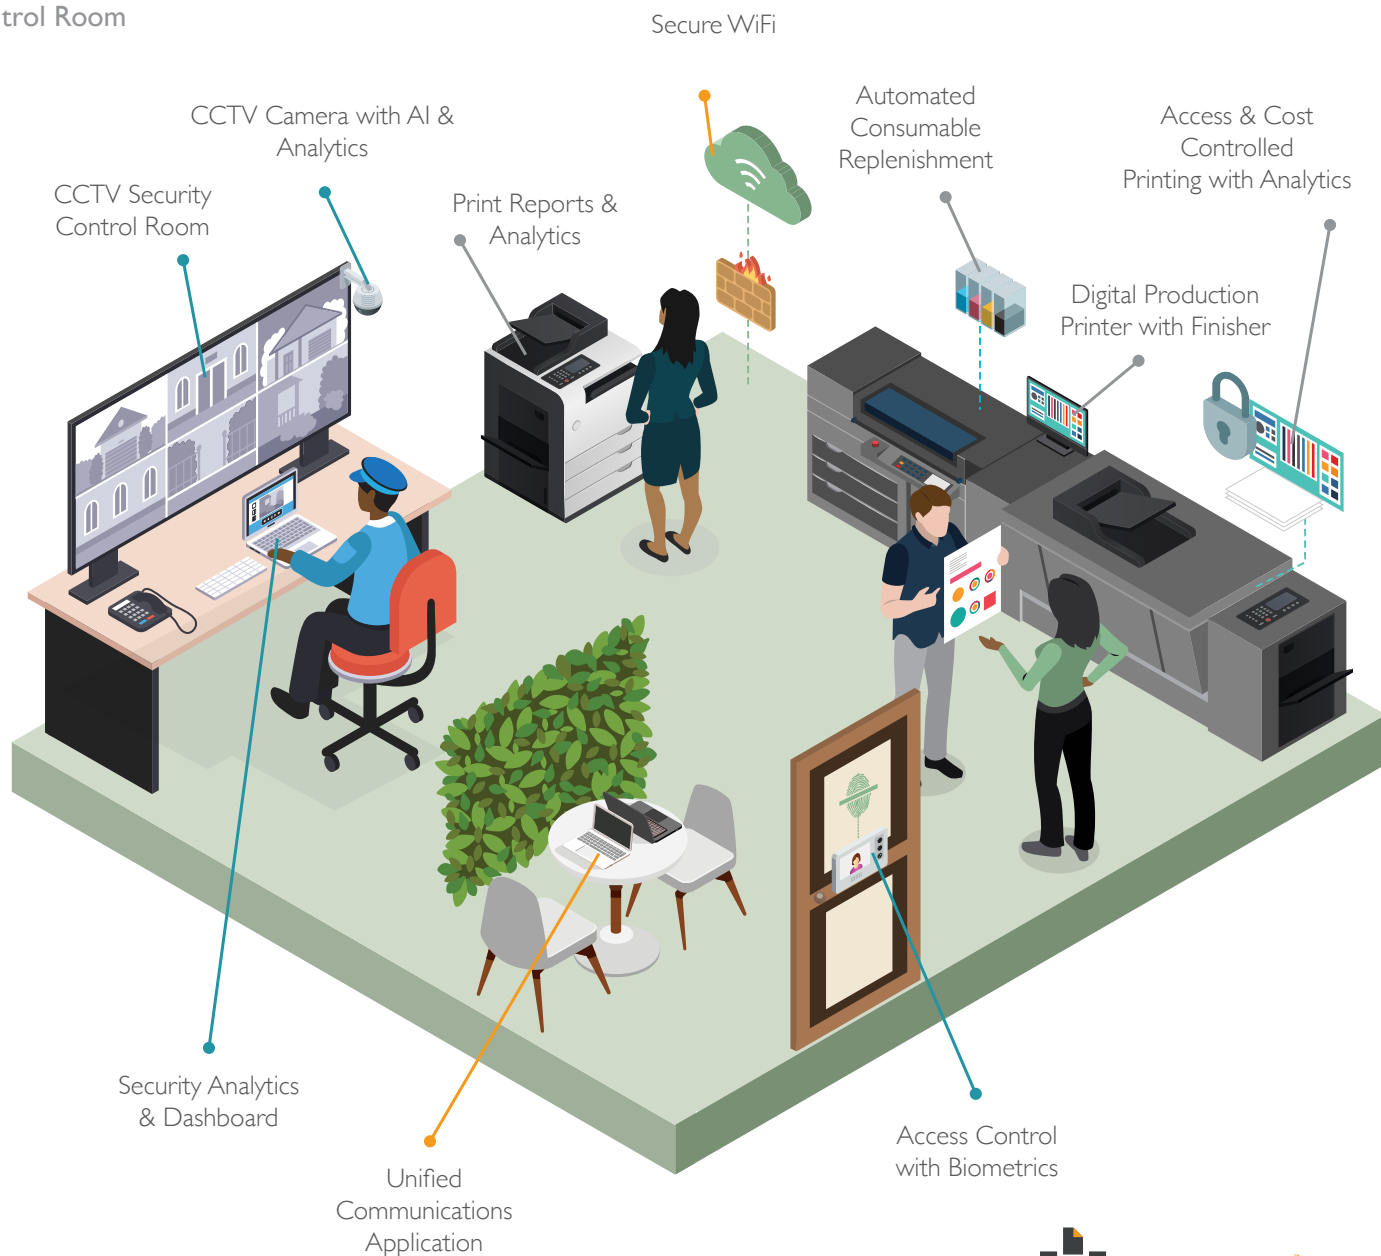 trol Room
Secure WiFi
CCTV Camera with AI &
Analytics
Automated
Consumable
Replenishment
Access & Cost
Controlled
Printing with Analytics
CCTV Security
Control Room
Print Reports &
Analytics
Digital Production
Printer with Finisher
Security Analytics
& Dashboard
Access Control
with Biometrics
Unified
Communications
Application